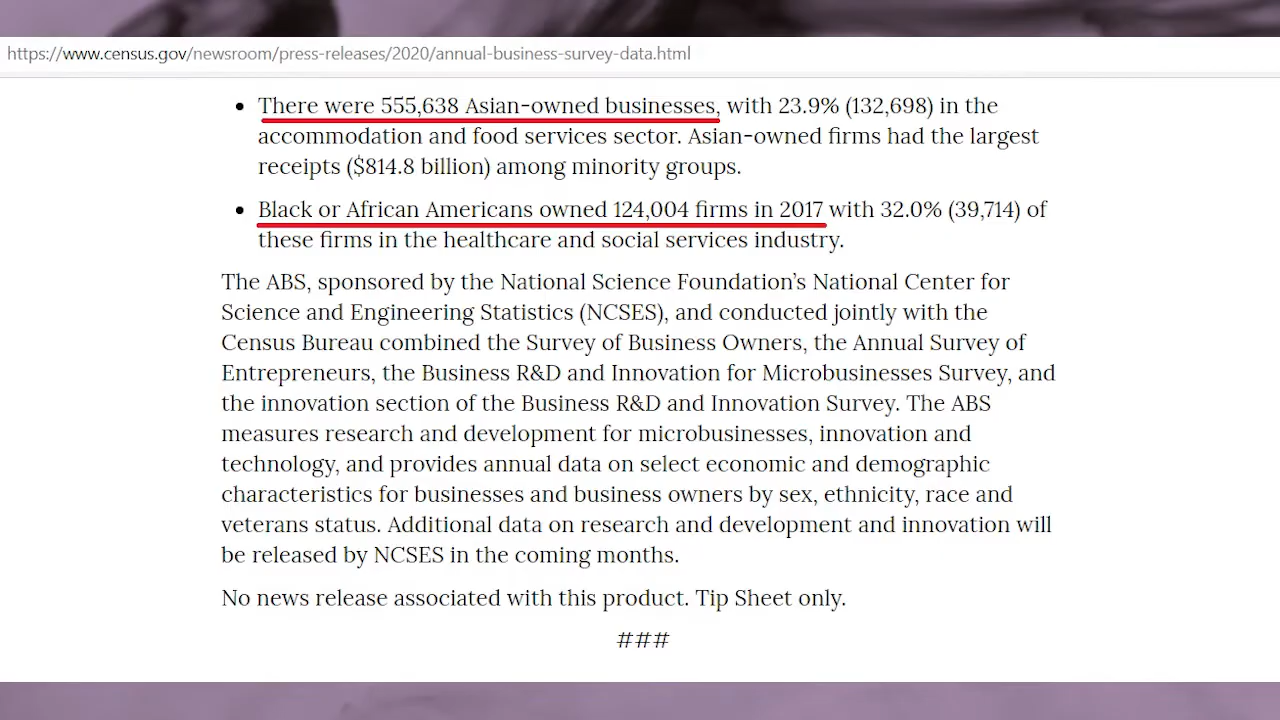 https://www.census.gov/newsroom/press-releases/2020/annual-business-survey-data.html
• There were 555,638 Asian-owned businesses, with 23.9% (132,698) in the
accommodation and food services sector. Asian-owned firms had the largest
receipts ($814.8 billion) among minority groups.
• Black or African Americans owned 124,004 firms in 2017 with 32.0% (39,714) of
these firms in the healthcare and social services industry.
The ABS, sponsored by the National Science Foundation’s National Center for
Science and Engineering Statistics (NCSES), and conducted jointly with the
Census Bureau combined the Survey of Business Owners, the Annual Survey of
Entrepreneurs, the Business R&D and Innovation for Microbusinesses Survey, and
the innovation section of the Business R&D and Innovation Survey. The ABS
measures research and development for microbusinesses, innovation and
technology, and provides annual data on select economic and demographic
characteristics for businesses and business owners by sex, ethnicity, race and
veterans status. Additional data on research and development and innovation will
be released by NCSES in the coming months.
No news release associated with this product. Tip Sheet only.
###